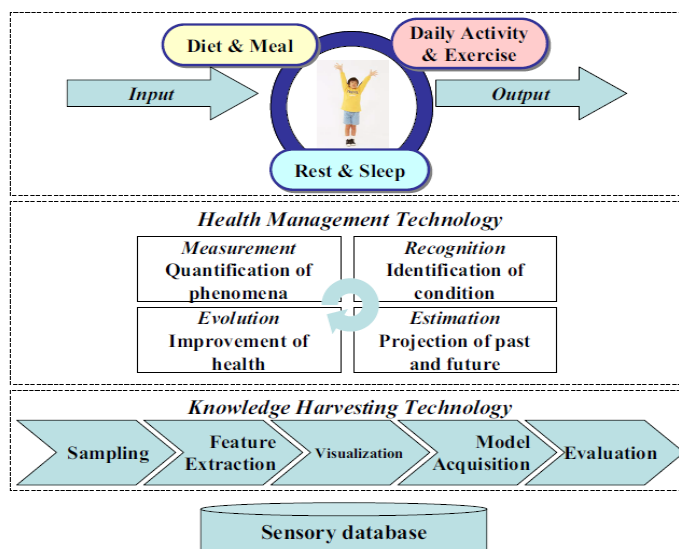 Diet & Meal
Daily Activity
& Exercise
Input
Output
Rest & Sleep
Health Management Technology
Measurement
Quantification of
phenomena
Recognition
Identification of
condition
Evolution
Improvement of
health
Estimation
Projection of past
and future
Knowledge Harvesting Technology
Sampling
Feature
Extraction
Visualization
Model
Acquisition
Evaluation
Sensory database